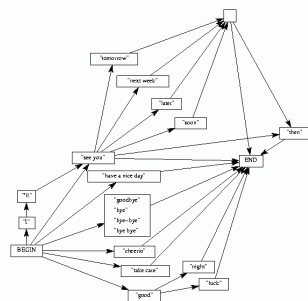 "tomorrow"
"next week"
"later"
"soon"
"then"
"see you"
END
"have a nice day"
"'ll"
"goodbye"
"bye"
"bye-bye"
"bye bye"
"I"
BEGIN
"cheerio"
"take care"
"night"
"luck"
"good"